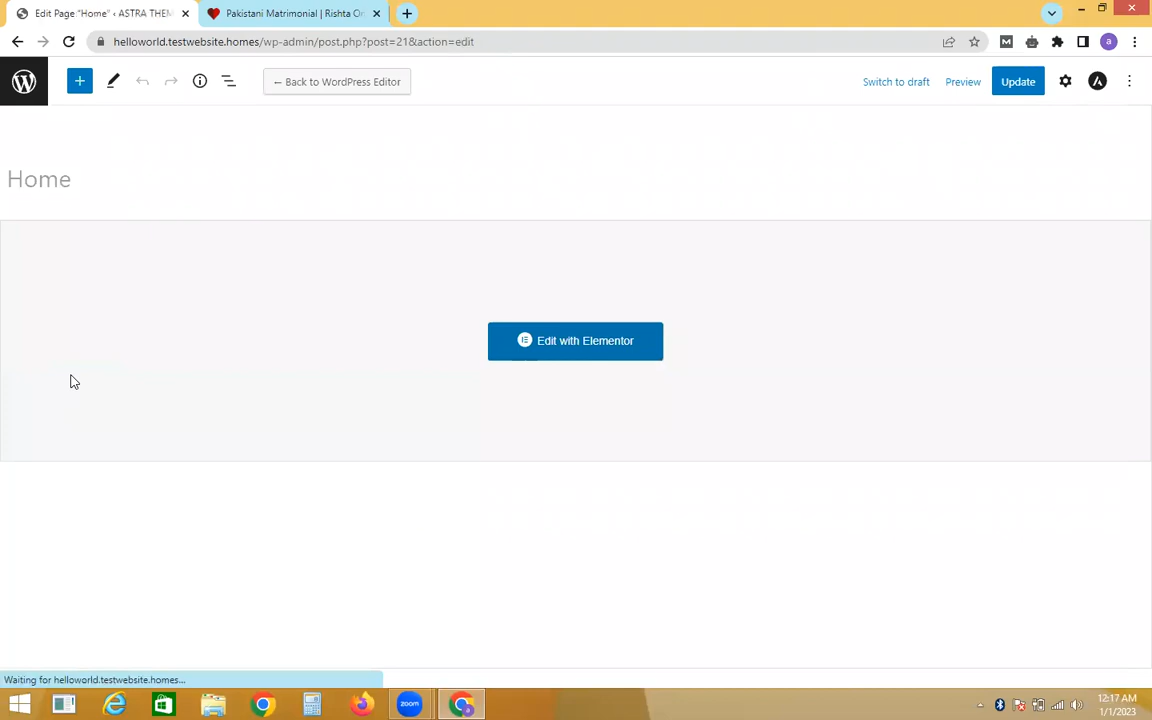 Edit Page "Home" ‹ ASTRA THEM
Pakistani Matrimonial | Rishta On
helloworld.testwebsite.homes/wp-admin/post.php?post=21&action=edit
← Back to WordPress Editor
Switch to draft
Preview
Update
Home
Edit with Elementor
Waiting for helloworld.testwebsite.homes...
zoom
12:17 AM
1/1/2023